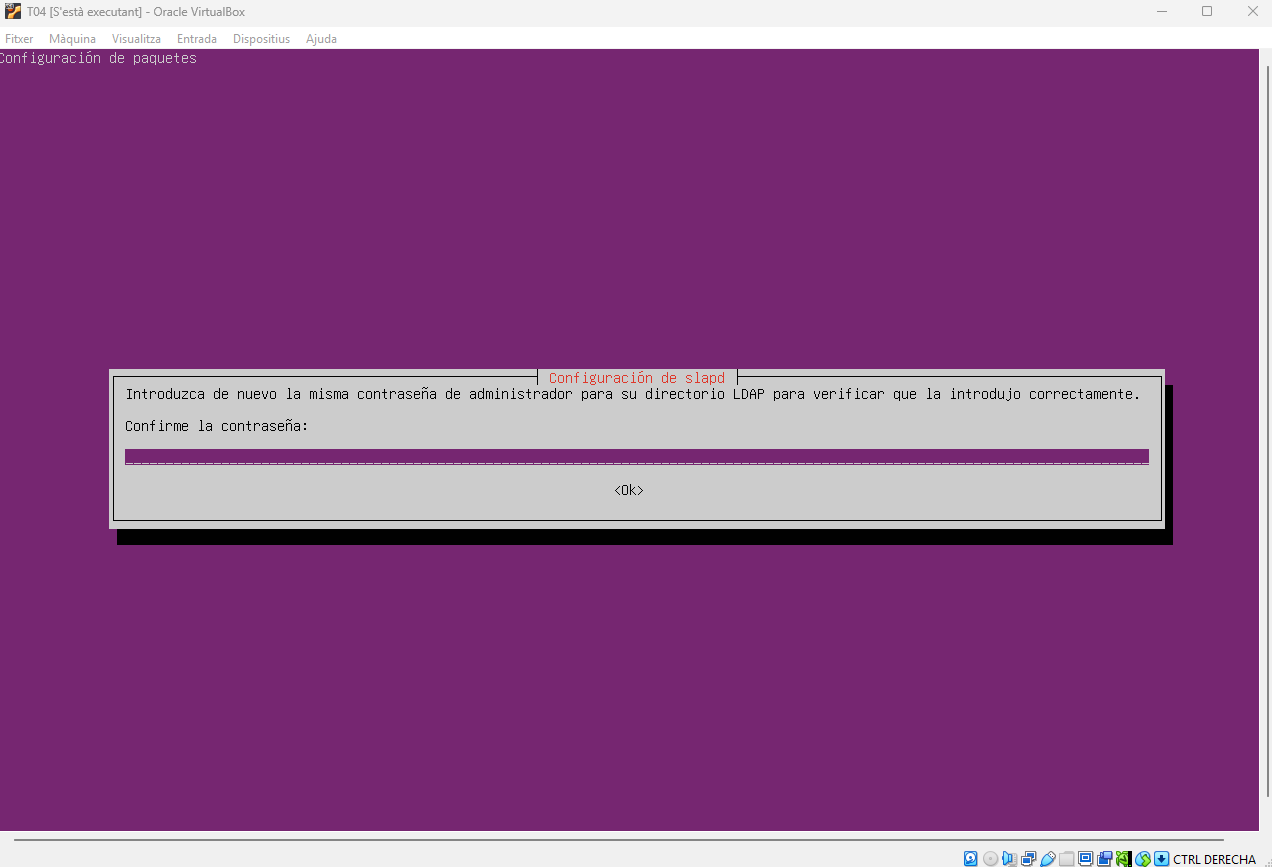 T04 [S'està executant] - Oracle VirtualBox
Fitxer Màquina Visualitza Entrada Dispositius Ajuda
Configuración de paquetes
Configuración de slapd
Introduzca de nuevo la misma contraseña de administrador para su directorio LDAP para verificar que la introdujo correctamente.
Confirme la contraseña:
<Ok>
CTRL DERECHA